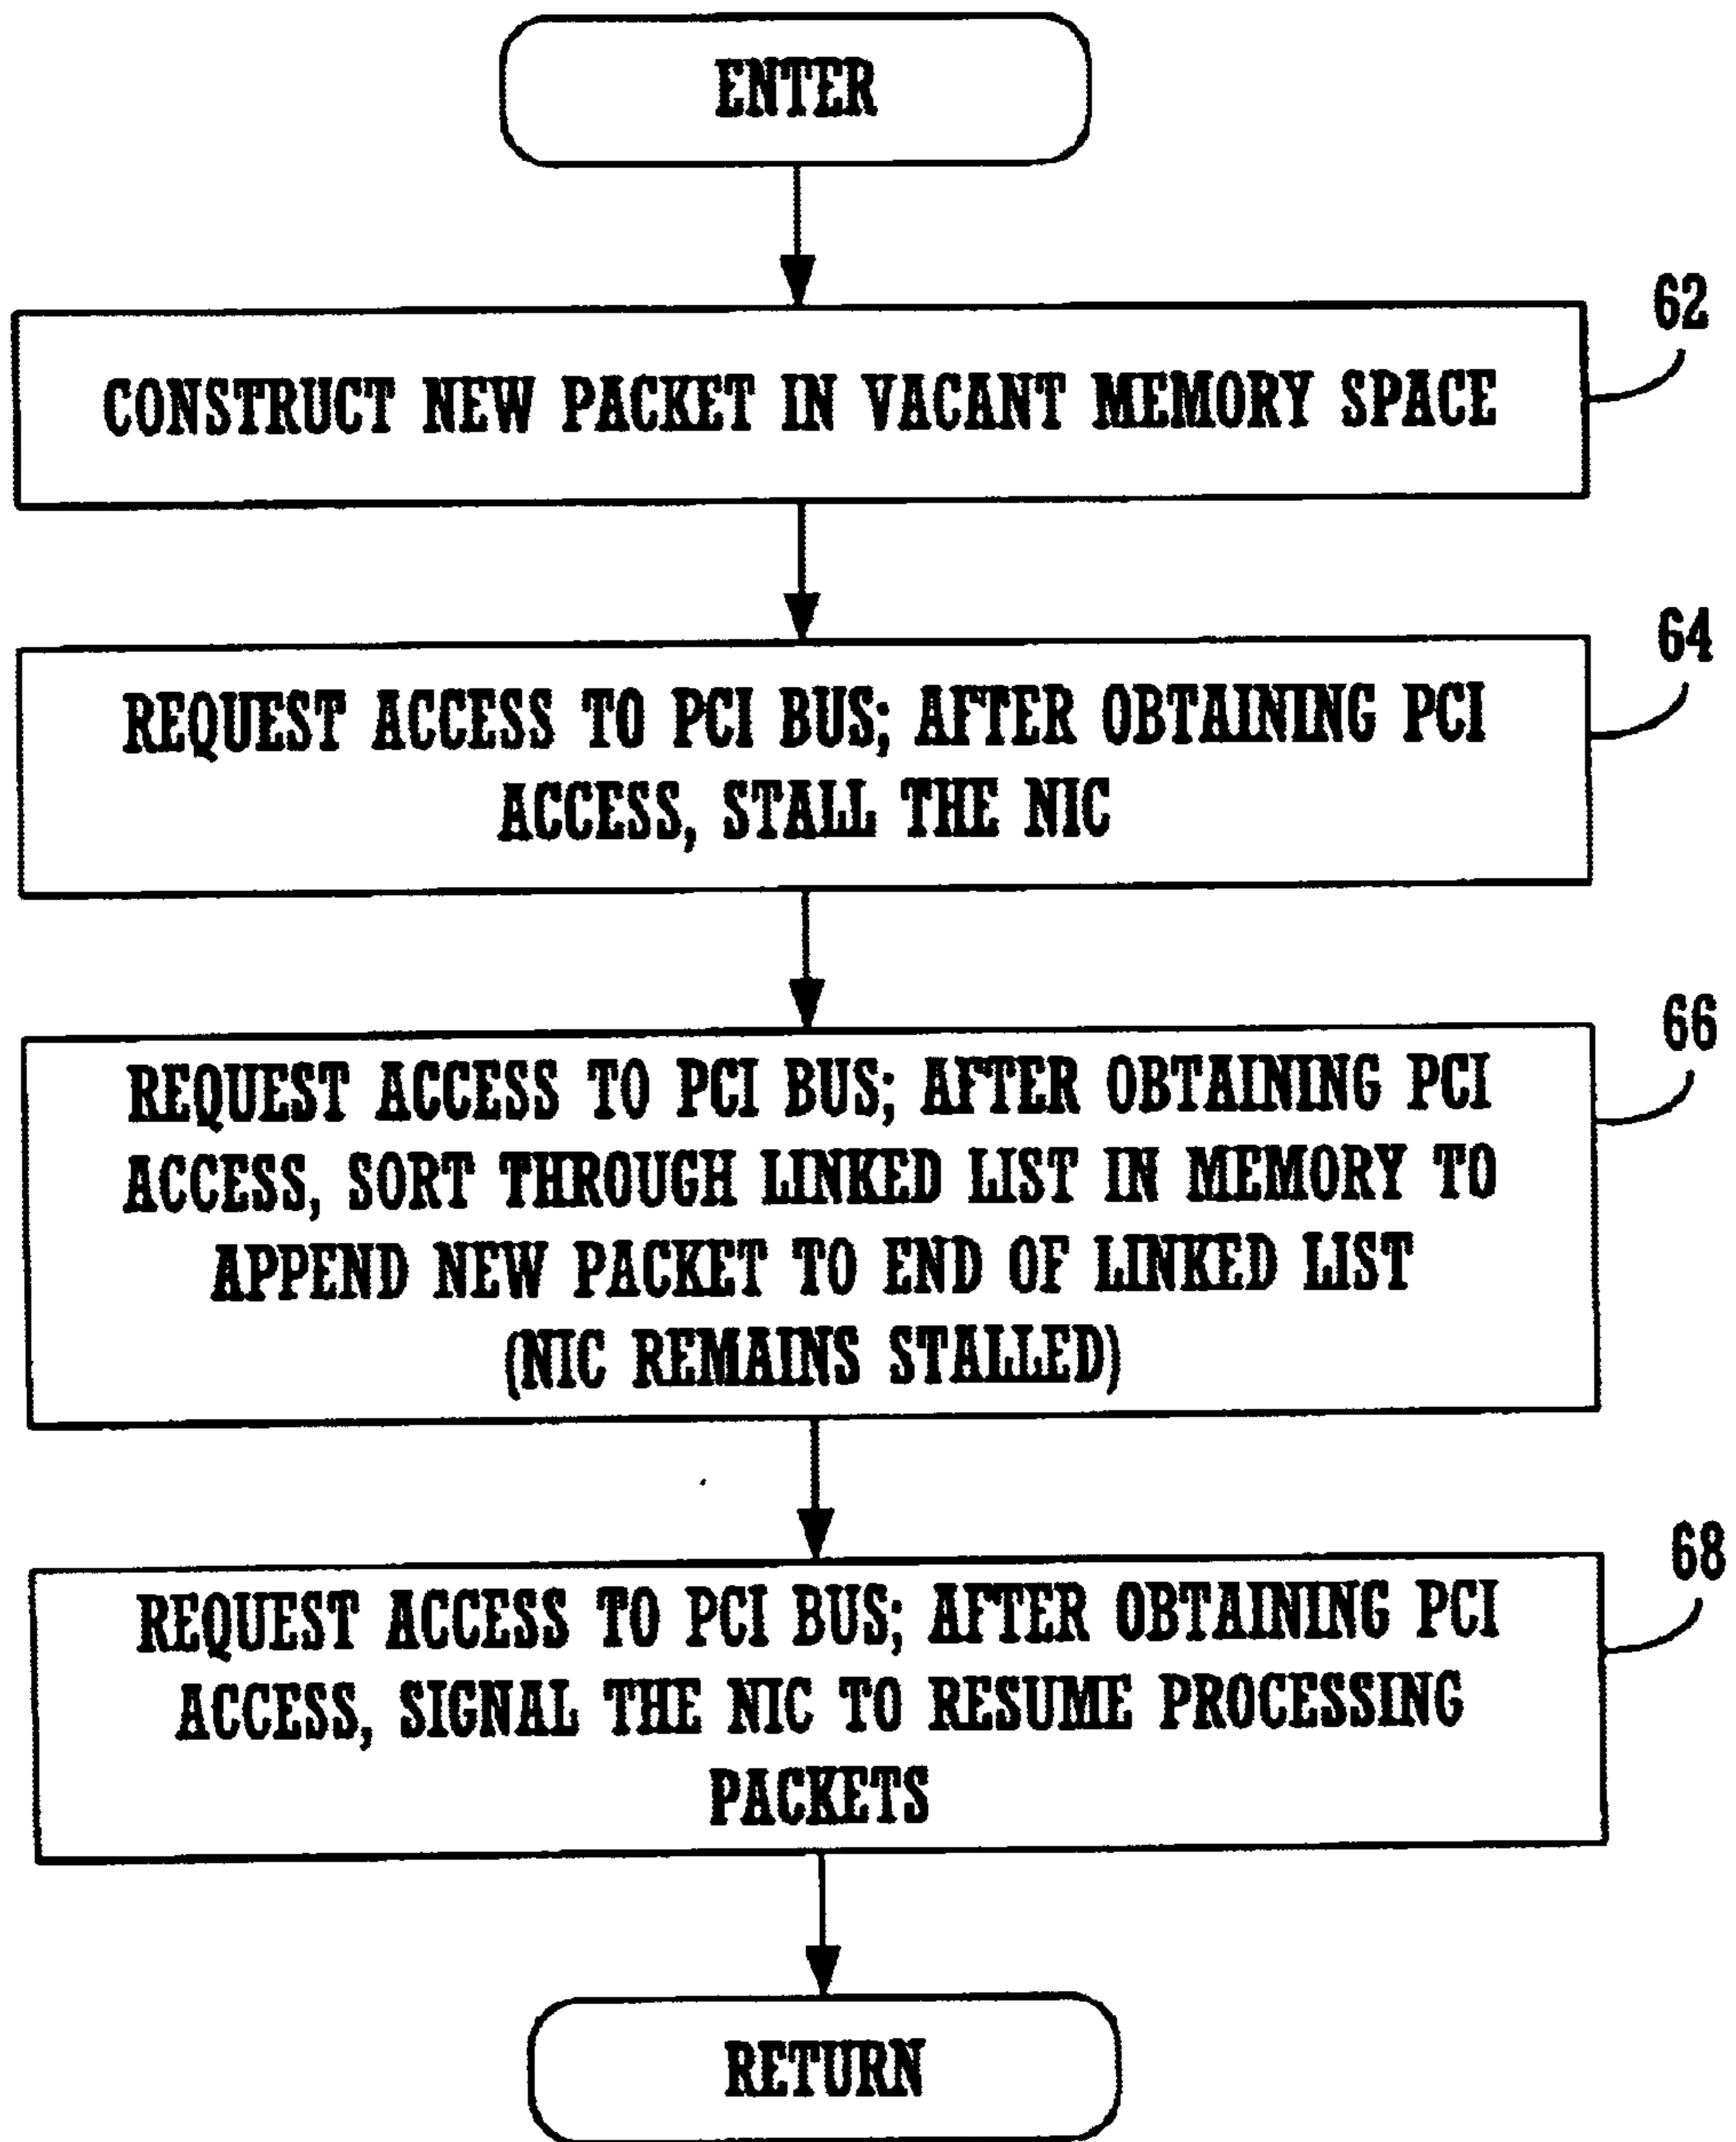 ENTER
62
CONSTRUCT NEW PACKET IN VACANT MEMORY SPACE
64
REQUEST ACCESS TO PCI BUS; AFTER OBTAINING PCI
ACCESS, STALL THE NIC
66
REQUEST ACCESS TO PCI BUS; AFTER OBTAINING PCI
ACCESS, SORT THROUGH LINKED LIST IN MEMORY TO
APPEND NEW PACKET TO END OF LINKED LIST
(NIC REMAINS STALLED)
68
REQUEST ACCESS TO PCI BUS; AFTER OBTAINING PCI
ACCESS, SIGNAL THE NIC TO RESUME PROCESSING
PACKETS
RETURN